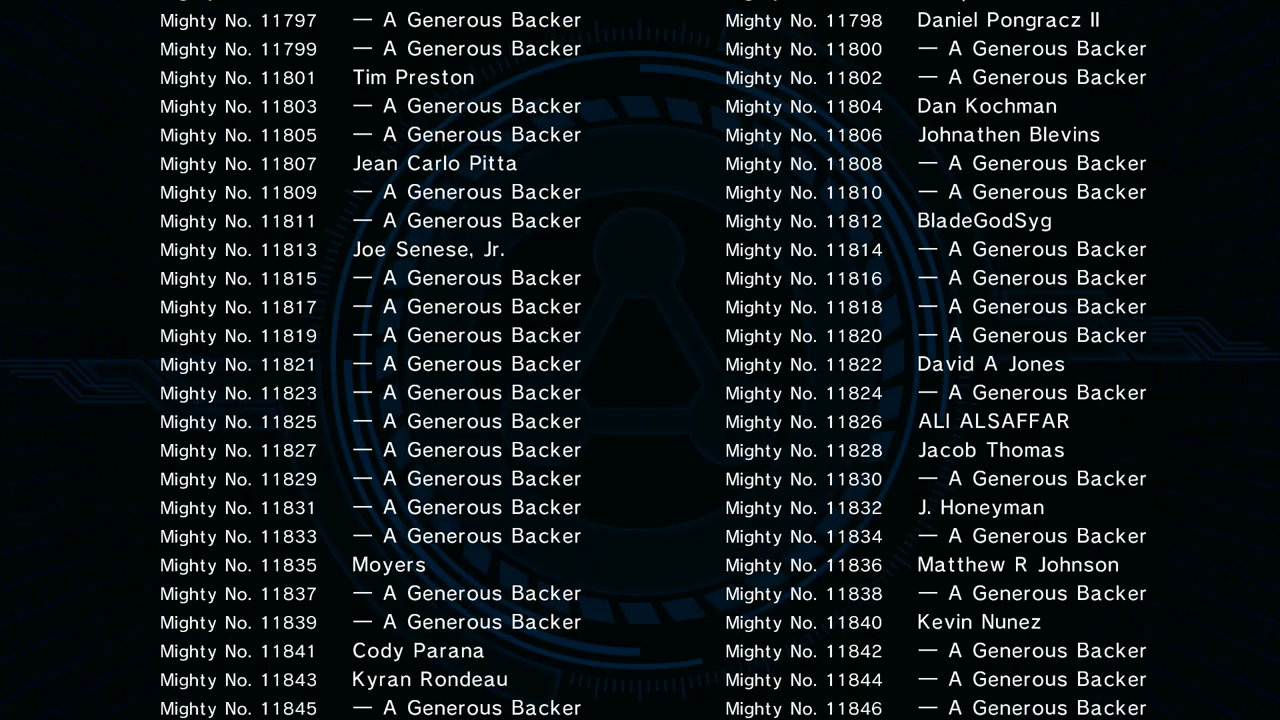 Mighty No. 11797 — A Generous Backer Mighty No. 11798 Daniel Pongracz II
Mighty No. 11799 — A Generous Backer Mighty No. 11800 — A Generous Backer
Mighty No. 11801 Tim Preston Mighty No. 11802 — A Generous Backer
Mighty No. 11803 — A Generous Backer Mighty No. 11804 Dan Kochman
Mighty No. 11805 — A Generous Backer Mighty No. 11806 Johnathen Blevins
Mighty No. 11807 Jean Carlo Pitta Mighty No. 11808 — A Generous Backer
Mighty No. 11809 — A Generous Backer Mighty No. 11810 — A Generous Backer
Mighty No. 11811 — A Generous Backer Mighty No. 11812 BladeGodSyg
Mighty No. 11813 Joe Senese, Jr. Mighty No. 11814 — A Generous Backer
Mighty No. 11815 — A Generous Backer Mighty No. 11816 — A Generous Backer
Mighty No. 11817 — A Generous Backer Mighty No. 11818 — A Generous Backer
Mighty No. 11819 — A Generous Backer Mighty No. 11820 — A Generous Backer
Mighty No. 11821 — A Generous Backer Mighty No. 11822 David A Jones
Mighty No. 11823 — A Generous Backer Mighty No. 11824 — A Generous Backer
Mighty No. 11825 — A Generous Backer Mighty No. 11826 ALI ALSAFFAR
Mighty No. 11827 — A Generous Backer Mighty No. 11828 Jacob Thomas
Mighty No. 11829 — A Generous Backer Mighty No. 11830 — A Generous Backer
Mighty No. 11831 — A Generous Backer Mighty No. 11832 J. Honeyman
Mighty No. 11833 — A Generous Backer Mighty No. 11834 — A Generous Backer
Mighty No. 11835 Moyers Mighty No. 11836 Matthew R Johnson
Mighty No. 11837 — A Generous Backer Mighty No. 11838 — A Generous Backer
Mighty No. 11839 — A Generous Backer Mighty No. 11840 Kevin Nunez
Mighty No. 11841 Cody Parana Mighty No. 11842 — A Generous Backer
Mighty No. 11843 Kyran Rondeau Mighty No. 11844 — A Generous Backer
Mighty No. 11845 — A Generous Backer Mighty No. 11846 — A Generous Backer